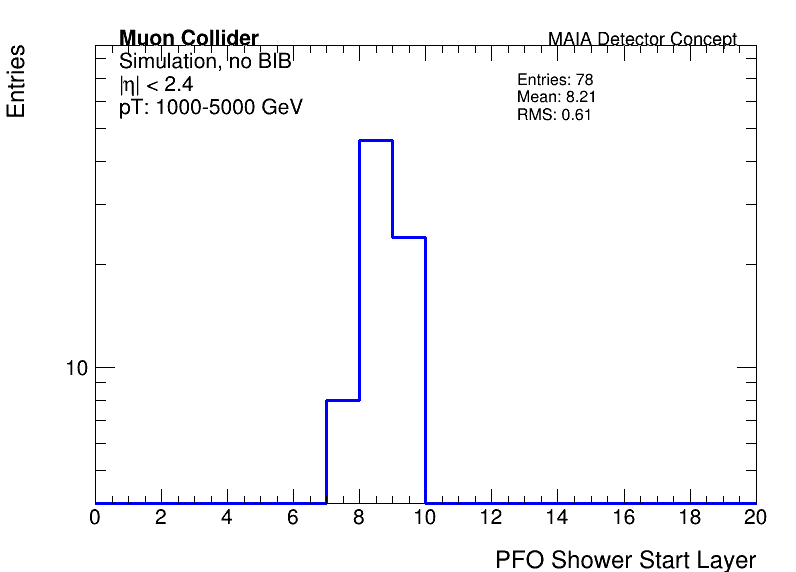 Muon Collider
MAIA Detector Concept
Simulation, no BIB
|η| < 2.4
pT: 1000-5000 GeV
Entries: 78
Mean: 8.21
RMS: 0.61
Entries
10
0 2 4 6 8 10 12 14 16 18 20
PFO Shower Start Layer